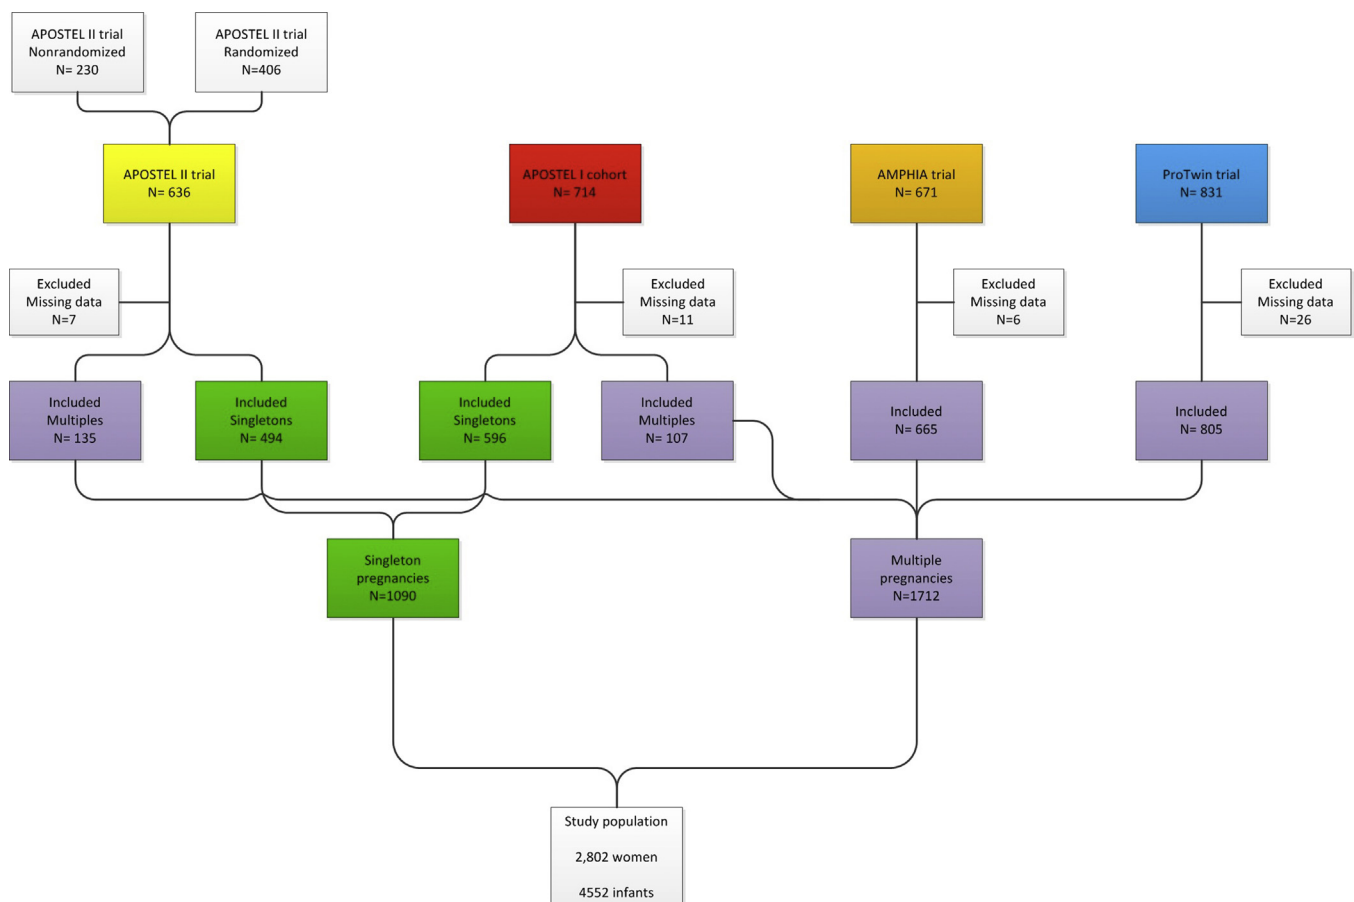 APOSTEL II trial
Nonrandomized
N= 230
APOSTEL II trial
Randomized
N=406
APOSTEL II trial
N= 636
APOSTEL I cohort
N= 714
AMPHIA trial
N= 671
ProTwin trial
N= 831
Excluded
Missing data
N=7
Excluded
Missing data
N=11
Excluded
Missing data
N=6
Excluded
Missing data
N=26
Included
Multiples
N= 135
Included
Singletons
N= 494
Included
Singletons
N= 596
Included
Multiples
N= 107
Included
N= 665
Included
N= 805
Singleton
pregnancies
N=1090
Multiple
pregnancies
N=1712
Study population
2,802 women
4552 infants